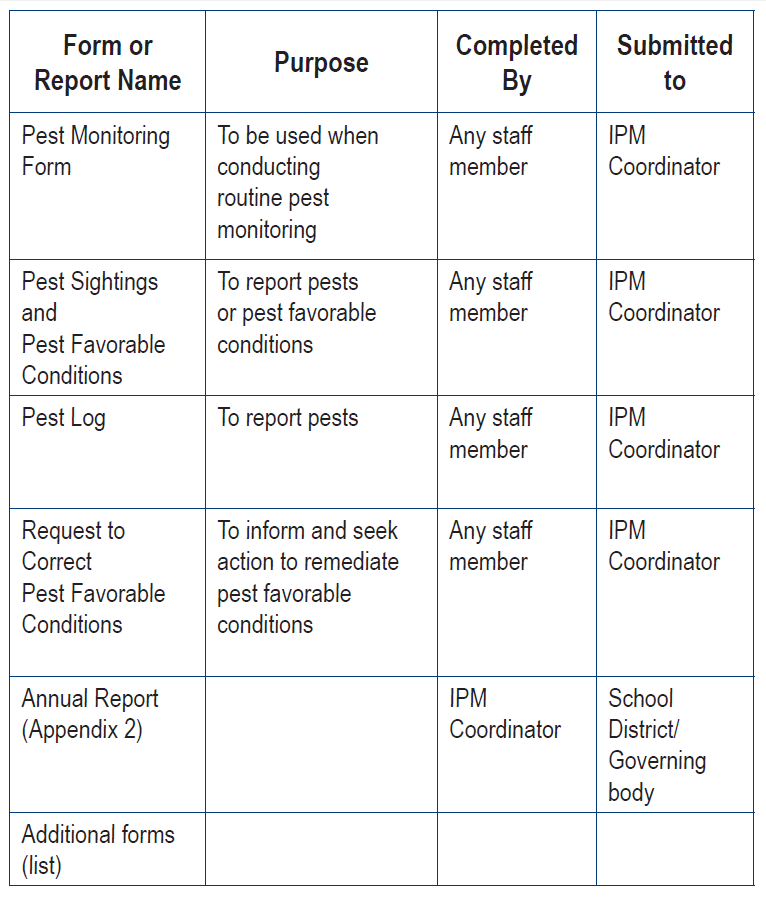 Form or
Report Name
Purpose
Completed
By
Submitted
to
Pest Monitoring
Form
To be used when
conducting
routine pest
monitoring
Any staff
member
IPM
Coordinator
Pest Sightings
and
Pest Favorable
Conditions
To report pests
or pest favorable
conditions
Any staff
member
IPM
Coordinator
Pest Log
To report pests
Any staff
member
IPM
Coordinator
Request to
Correct
Pest Favorable
Conditions
To inform and seek
action to remediate
pest favorable
conditions
Any staff
member
IPM
Coordinator
Annual Report
(Appendix 2)
IPM
Coordinator
School
District/
Governing
body
Additional forms
(list)